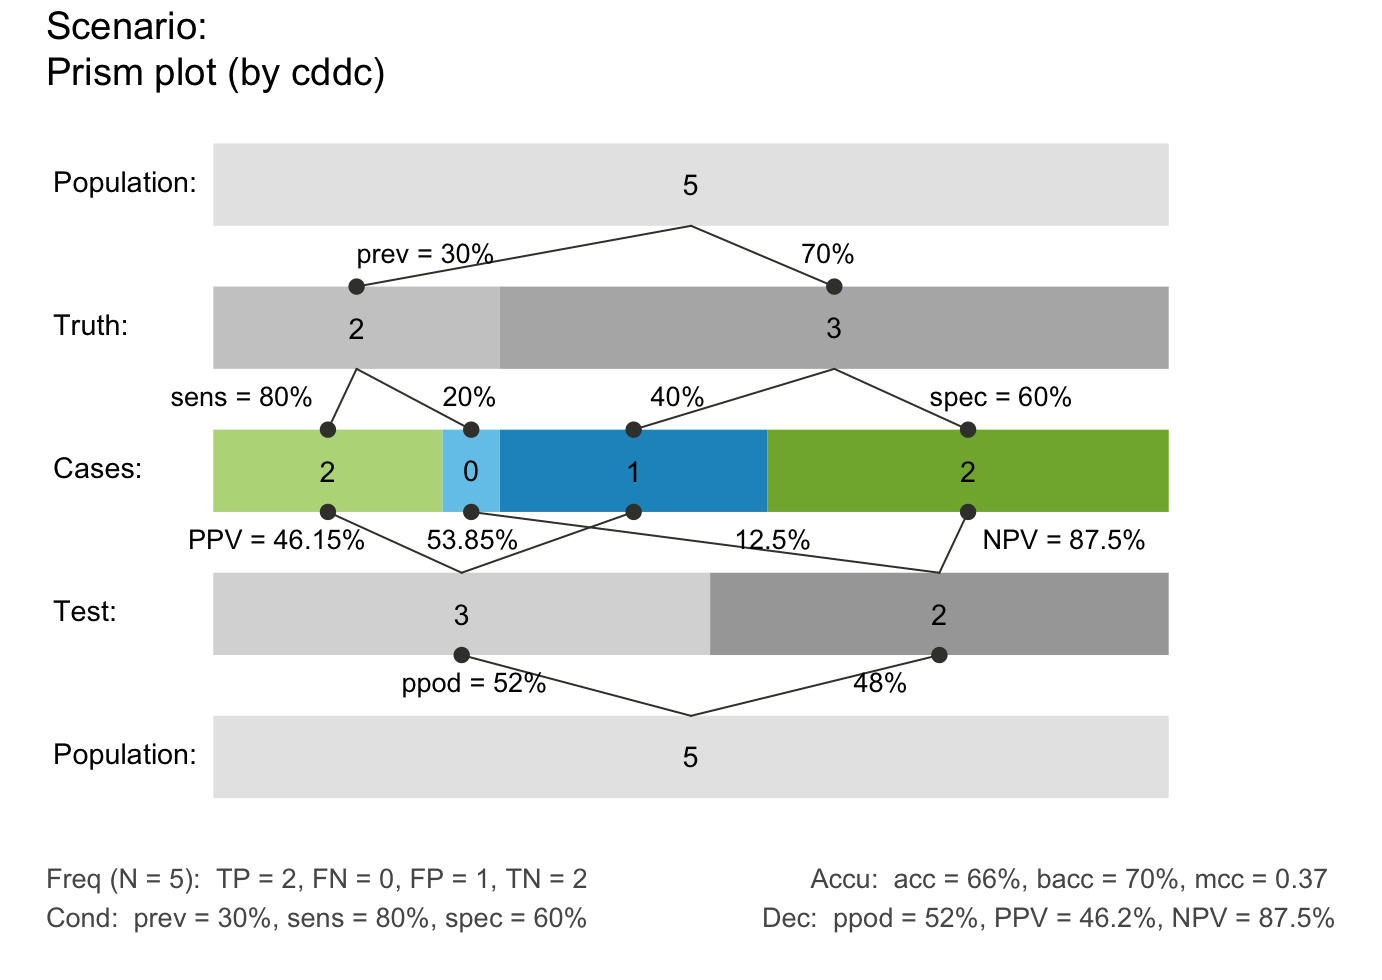 Scenario:
Prism plot (by cddc)
Population:
5
prev = 30%
70%
Truth:
2
3
sens = 80%
20%
40%
spec = 60%
Cases:
2
0
1
2
PPV = 46.15%
53.85%
12.5%
NPV = 87.5%
Test:
3
2
ppod = 52%
48%
Population:
5
Freq (N = 5):  TP = 2, FN = 0, FP = 1, TN = 2
Accu:  acc = 66%, bacc = 70%, mcc = 0.37
Cond:  prev = 30%, sens = 80%, spec = 60%
Dec:  ppod = 52%, PPV = 46.2%, NPV = 87.5%